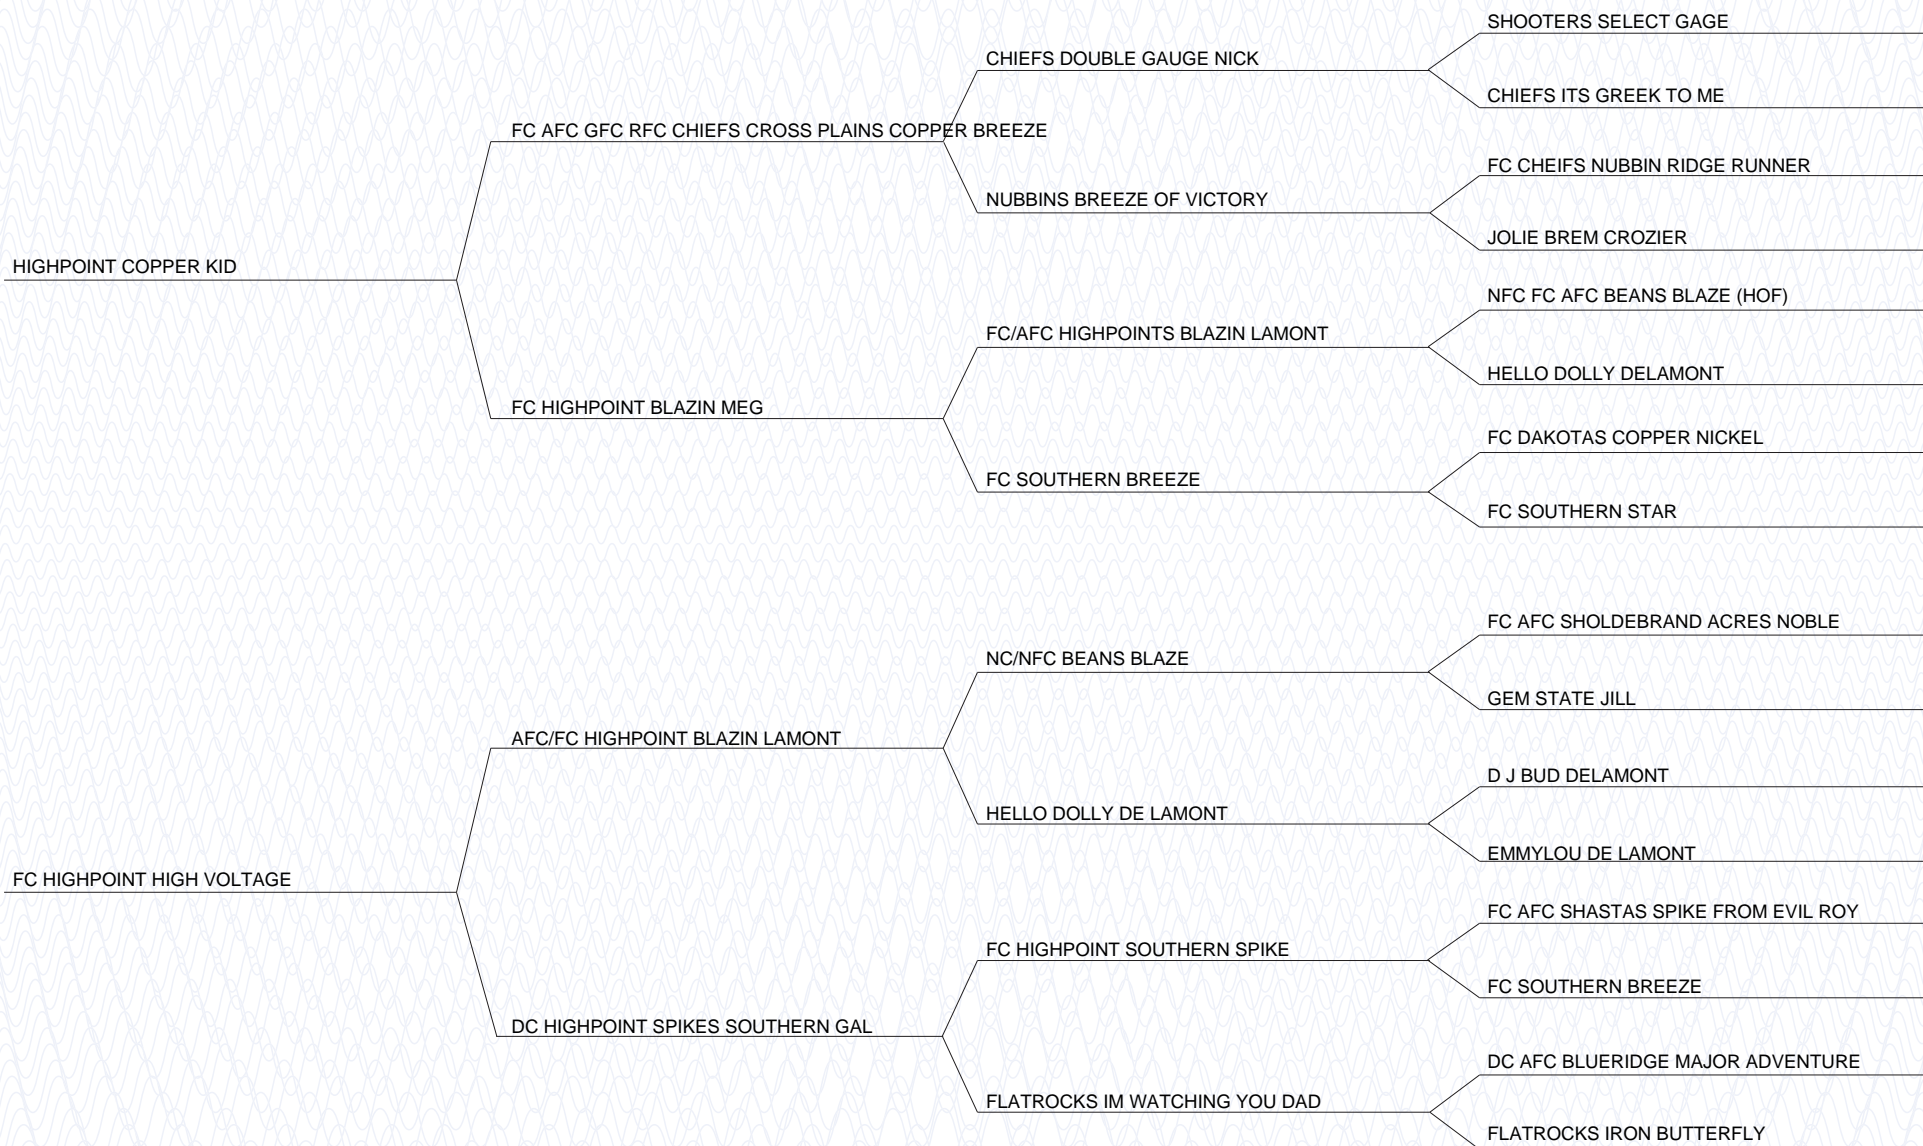 SHOOTERS SELECT GAGE
CHIEFS DOUBLE GAUGE NICK
CHIEFS ITS GREEK TO ME
FC AFC GFC RFC CHIEFS CROSS PLAINS COPPER BREEZE
FC CHEIFS NUBBIN RIDGE RUNNER
NUBBINS BREEZE OF VICTORY
JOLIE BREM CROZIER
HIGHPOINT COPPER KID
NFC FC AFC BEANS BLAZE (HOF)
FC/AFC HIGHPOINTS BLAZIN LAMONT
HELLO DOLLY DELAMONT
FC HIGHPOINT BLAZIN MEG
FC DAKOTAS COPPER NICKEL
FC SOUTHERN BREEZE
FC SOUTHERN STAR
FC AFC SHOLDEBRAND ACRES NOBLE
NC/NFC BEANS BLAZE
GEM STATE JILL
AFC/FC HIGHPOINT BLAZIN LAMONT
D J BUD DELAMONT
HELLO DOLLY DE LAMONT
EMMYLOU DE LAMONT
FC HIGHPOINT HIGH VOLTAGE
FC AFC SHASTAS SPIKE FROM EVIL ROY
FC HIGHPOINT SOUTHERN SPIKE
FC SOUTHERN BREEZE
DC HIGHPOINT SPIKES SOUTHERN GAL
DC AFC BLUERIDGE MAJOR ADVENTURE
FLATROCKS IM WATCHING YOU DAD
FLATROCKS IRON BUTTERFLY